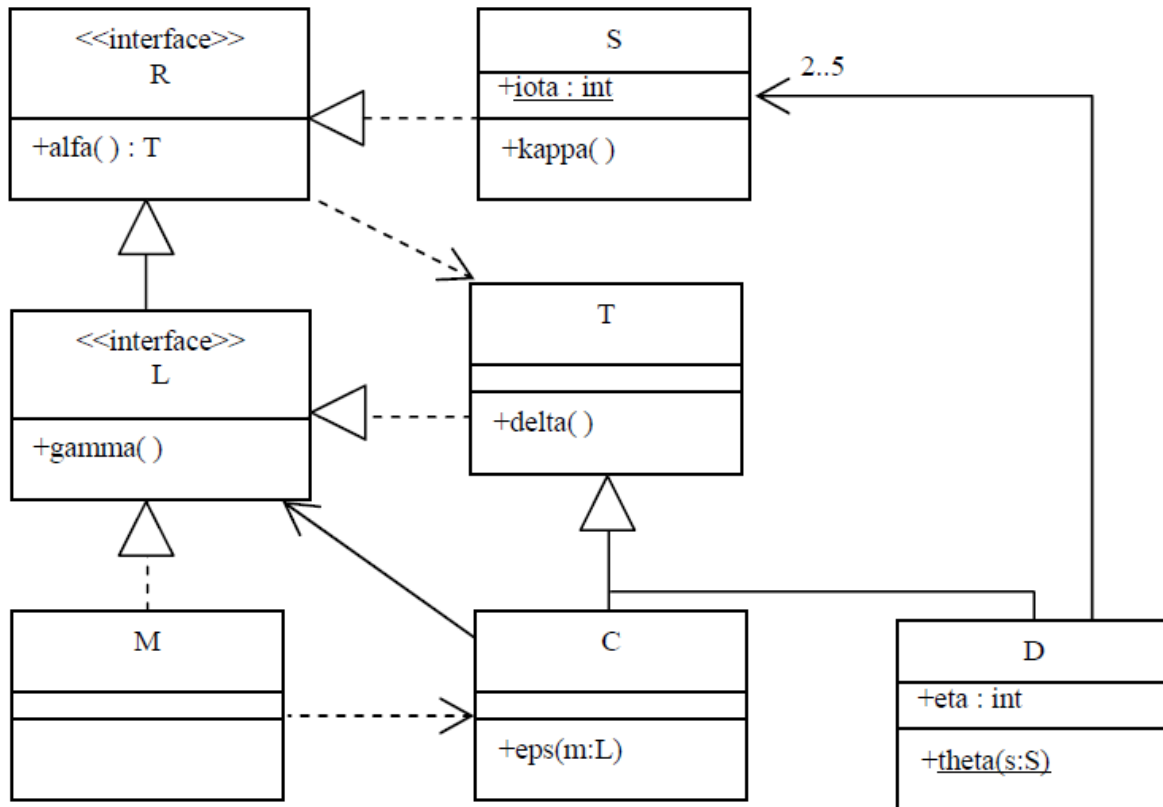 <<interface>>
R
+alfa( ) : T
S
+iota : int
+kappa( )
2..5
<<interface>>
L
+gamma( )
T
+delta( )
M
C
+eps(m:L)
D
+eta : int
+theta(s:S)